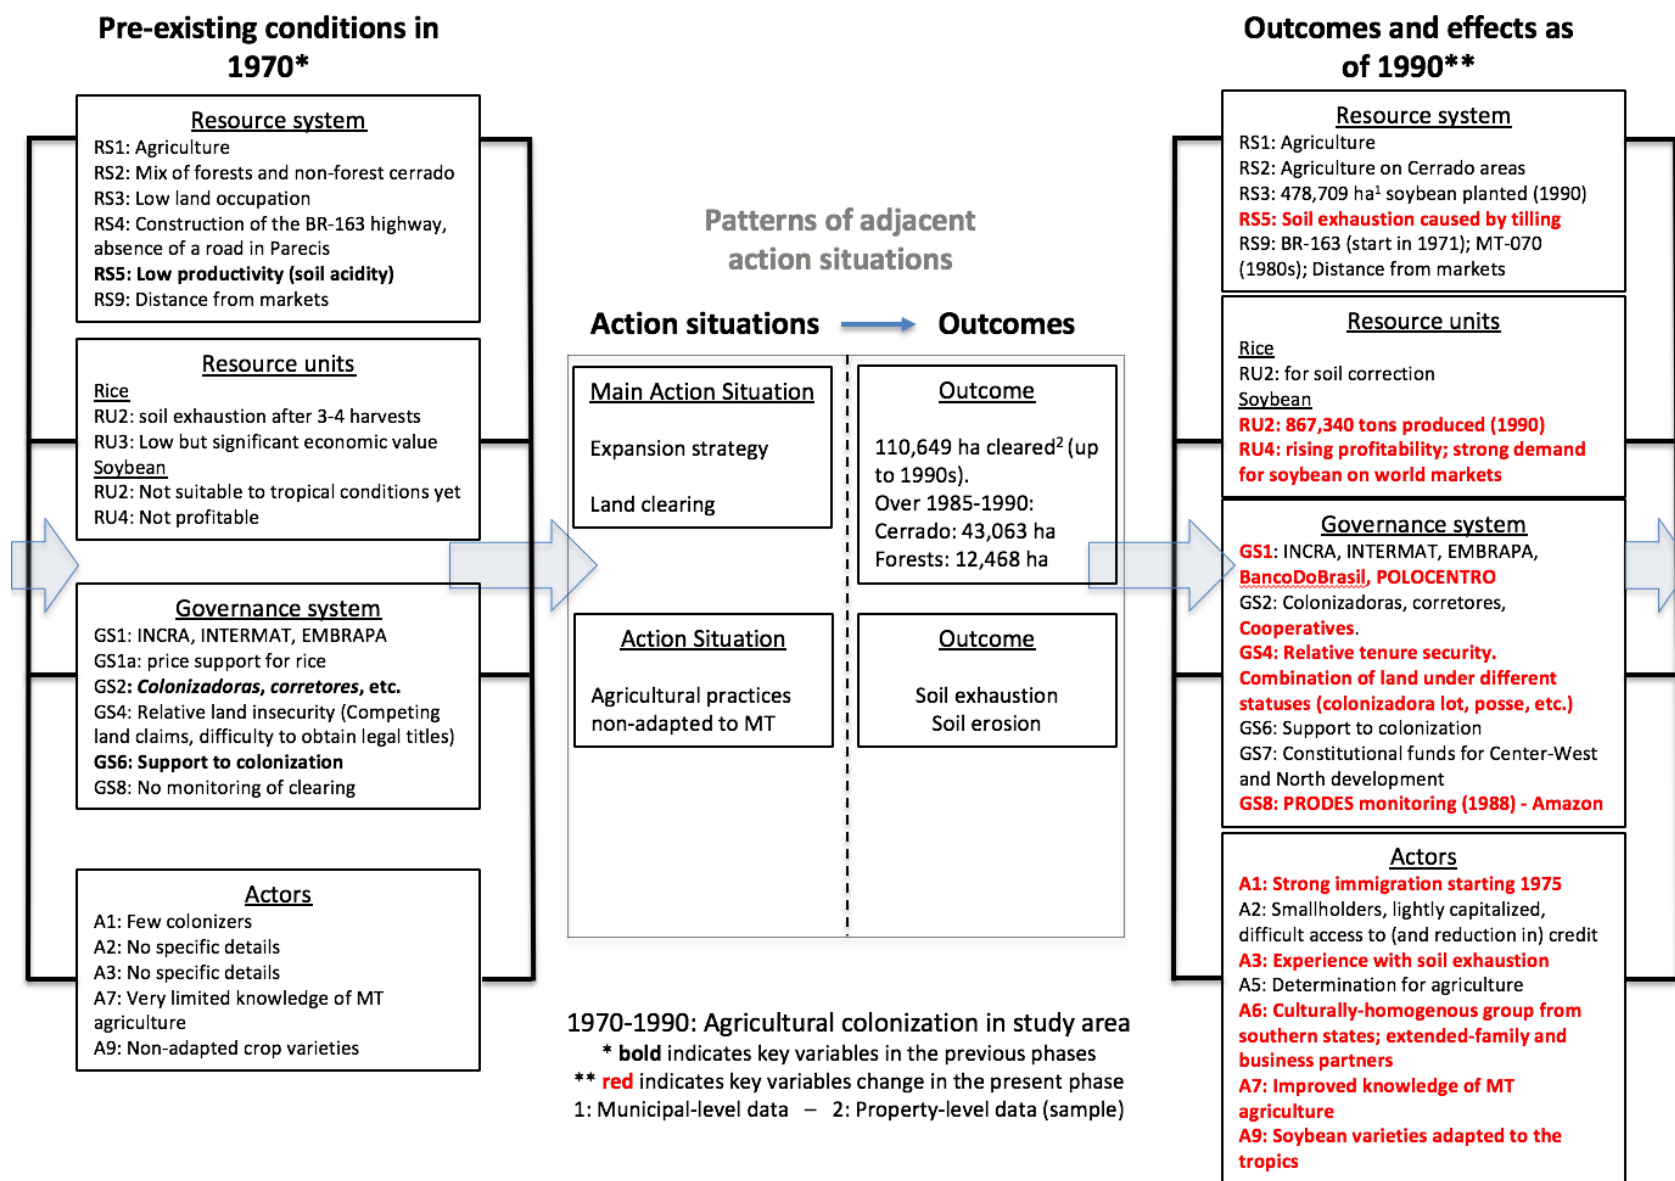 Pre-existing conditions in
1970*
Resource system
RS1: Agriculture
RS2: Mix of forests and non-forest cerrado
RS3: Low land occupation
RS4: Construction of the BR-163 highway,
absence of a road in Parecis
RS5: Low productivity (soil acidity)
RS9: Distance from markets
Resource units
Rice
RU2: soil exhaustion after 3-4 harvests
RU3: Low but significant economic value
Soybean
RU2: Not suitable to tropical conditions yet
RU4: Not profitable
Governance system
GS1: INCRA, INTERMAT, EMBRAPA
GS1a: price support for rice
GS2: Colonizadoras, corretores, etc.
GS4: Relative land insecurity (Competing
land claims, difficulty to obtain legal titles)
GS6: Support to colonization
GS8: No monitoring of clearing
Actors
A1: Few colonizers
A2: No specific details
A3: No specific details
A7: Very limited knowledge of MT
agriculture
A9: Non-adapted crop varieties
Patterns of adjacent
action situations
Action situations
Outcomes
Main Action Situation
Expansion strategy
Land clearing
Outcome
110,649 ha cleared² (up
to 1990s).
Over 1985-1990:
Cerrado: 43,063 ha
Forests: 12,468 ha
Action Situation
Agricultural practices
non-adapted to MT
Outcome
Soil exhaustion
Soil erosion
1970-1990: Agricultural colonization in study area
* bold indicates key variables in the previous phases
** red indicates key variables change in the present phase
1: Municipal-level data – 2: Property-level data (sample)
Outcomes and effects as
of 1990**
Resource system
RS1: Agriculture
RS2: Agriculture on Cerrado areas
RS3: 478,709 ha¹ soybean planted (1990)
RS5: Soil exhaustion caused by tilling
RS9: BR-163 (start in 1971); MT-070
(1980s); Distance from markets
Resource units
Rice
RU2: for soil correction
Soybean
RU2: 867,340 tons produced (1990)
RU4: rising profitability; strong demand
for soybean on world markets
Governance system
GS1: INCRA, INTERMAT, EMBRAPA,
BancoDoBrasil, POLOCENTRO
GS2: Colonizadoras, corretores,
Cooperatives.
GS4: Relative tenure security.
Combination of land under different
statuses (colonizadora lot, posse, etc.)
GS6: Support to colonization
GS7: Constitutional funds for Center-West
and North development
GS8: PRODES monitoring (1988) - Amazon
Actors
A1: Strong immigration starting 1975
A2: Smallholders, lightly capitalized,
difficult access to (and reduction in) credit
A3: Experience with soil exhaustion
A5: Determination for agriculture
A6: Culturally-homogenous group from
southern states; extended-family and
business partners
A7: Improved knowledge of MT
agriculture
A9: Soybean varieties adapted to the
tropics